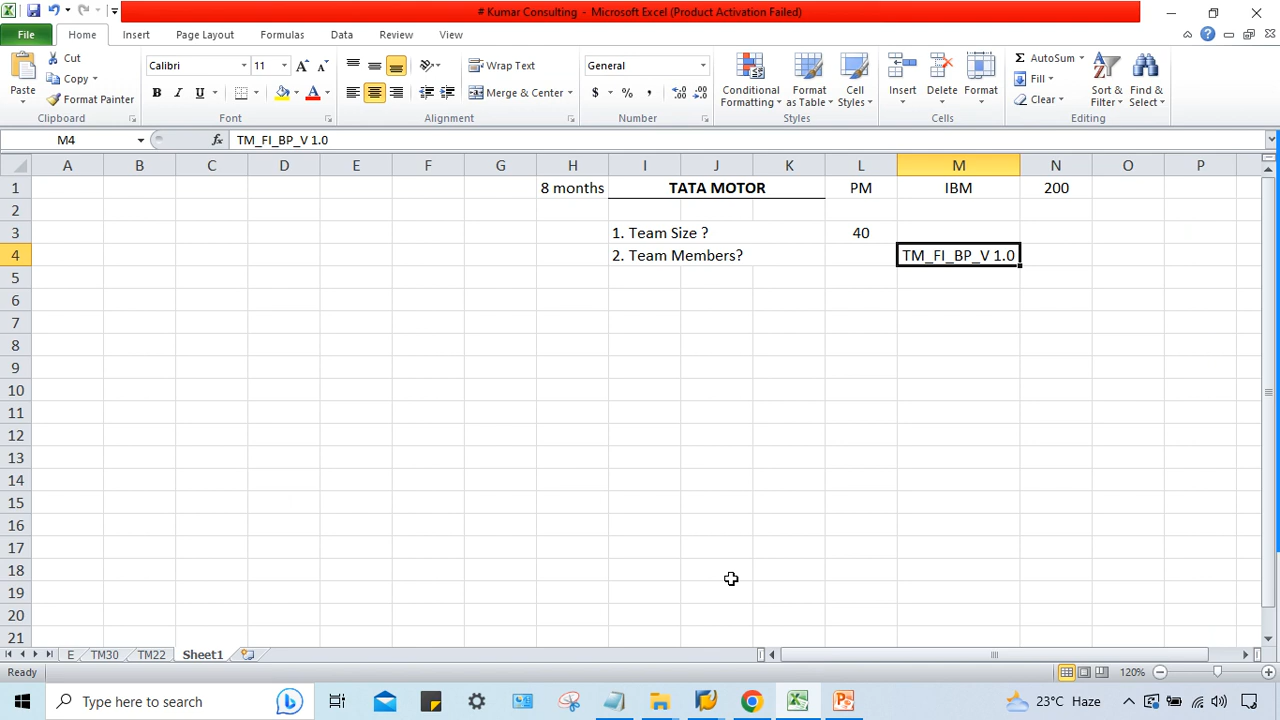 # Kumar Consulting - Microsoft Excel (Product Activation Failed)
File Home Insert Page Layout Formulas Data Review View
Paste Cut Copy Format Painter Clipboard
Calibri 11 A A B I U A Font
Wrap Text Merge & Center Alignment
General $ % , .0 .00 .00 .0 Number
Conditional Formatting Format as Table Cell Styles Styles
Insert Delete Format Cells
Σ AutoSum Fill Clear Sort & Filter Find & Select Editing
M4 fx TM_FI_BP_V 1.0
A B C D E F G H I J K L M N O P
1 8 months TATA MOTOR PM IBM 200
2
3 1. Team Size ? 40
4 2. Team Members? TM_FI_BP_V 1.0
5
6
7
8
9
10
11
12
13
14
15
16
17
18
19
20
21
E TM30 TM22 Sheet1
Ready 120%
Type here to search 23°C Haze